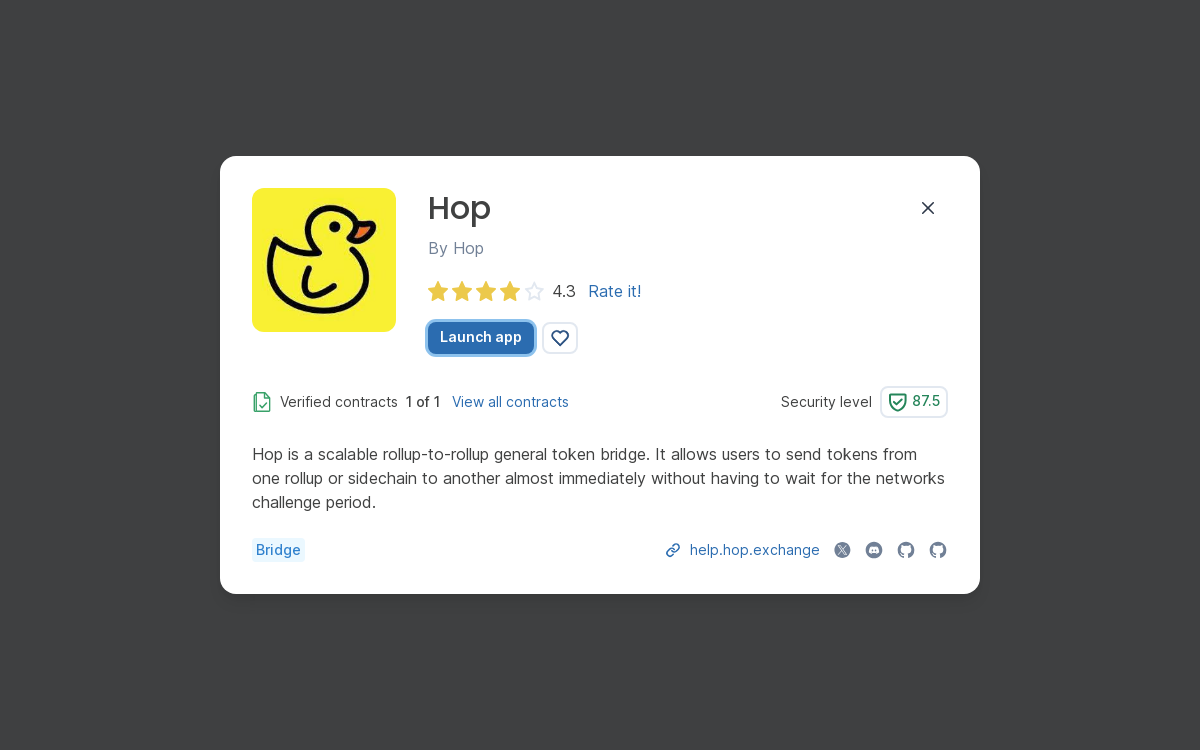 Hop
By Hop
4.3 Rate it!
Launch app
Verified contracts 1 of 1 View all contracts
Security level 87.5
Hop is a scalable rollup-to-rollup general token bridge. It allows users to send tokens from
one rollup or sidechain to another almost immediately without having to wait for the networks
challenge period.
Bridge
help.hop.exchange